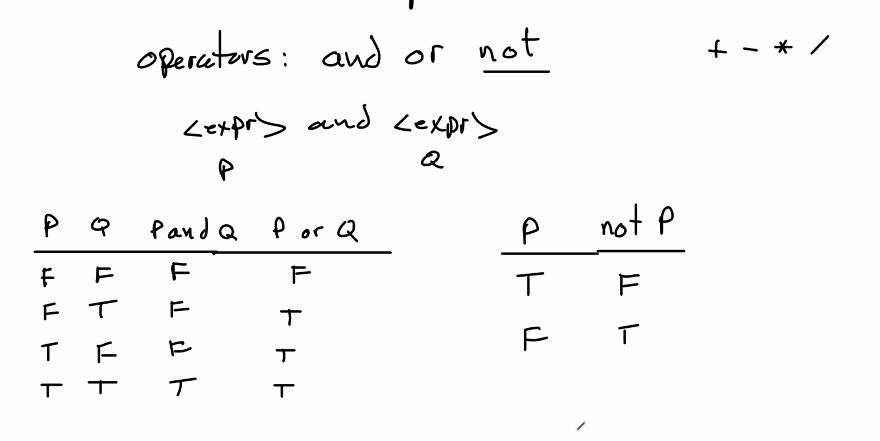 operators: and or not + - * /
<expr> and <expr>
P Q
P Q P and Q P or Q
F F F F
F T F T
T F F T
T T T T
P not P
T F
F T